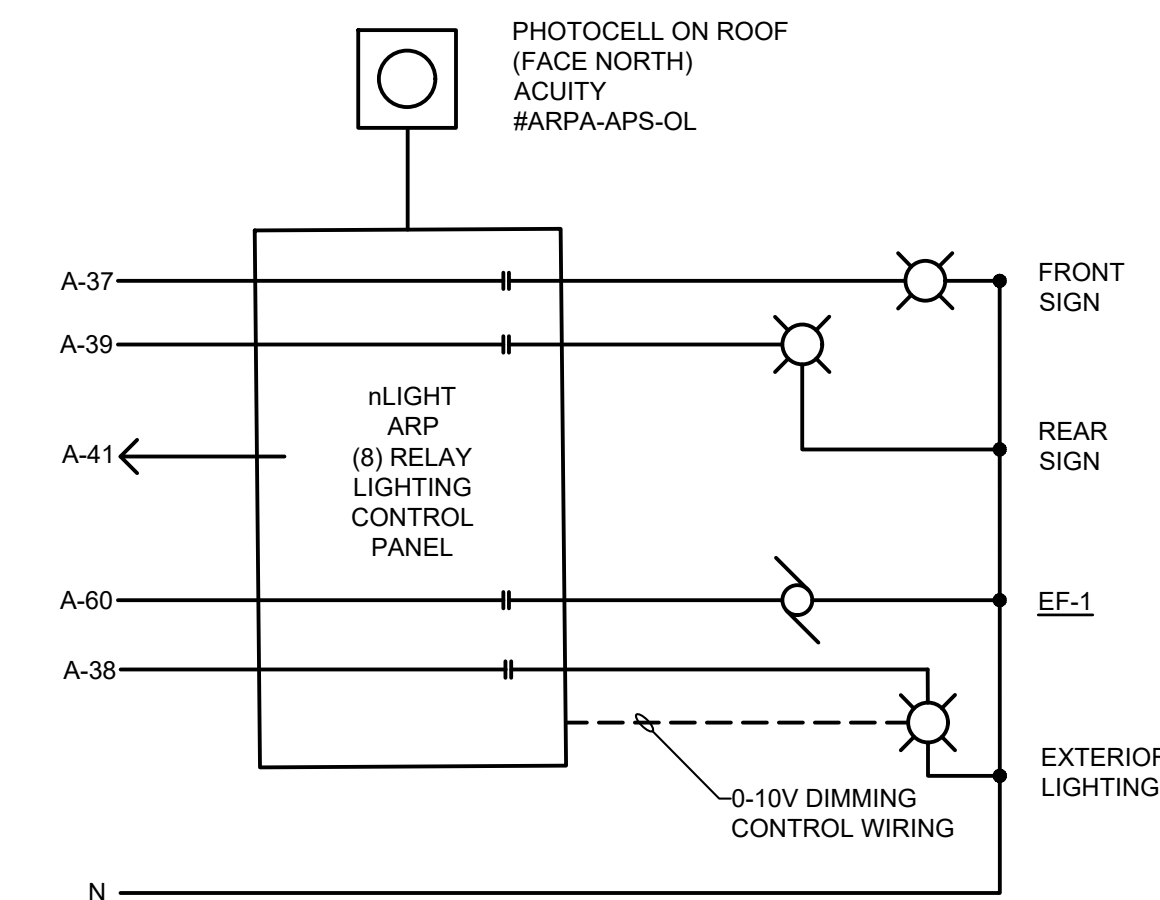 PHOTOCELL ON ROOF
(FACE NORTH)
ACUITY
#ARPA-APS-OL
A-37
FRONT
SIGN
A-39
nLIGHT
ARP
(8) RELAY
LIGHTING
CONTROL
PANEL
A-41
REAR
SIGN
A-60
EF-1
A-38
EXTERIOR
LIGHTING
0-10V DIMMING
CONTROL WIRING
N